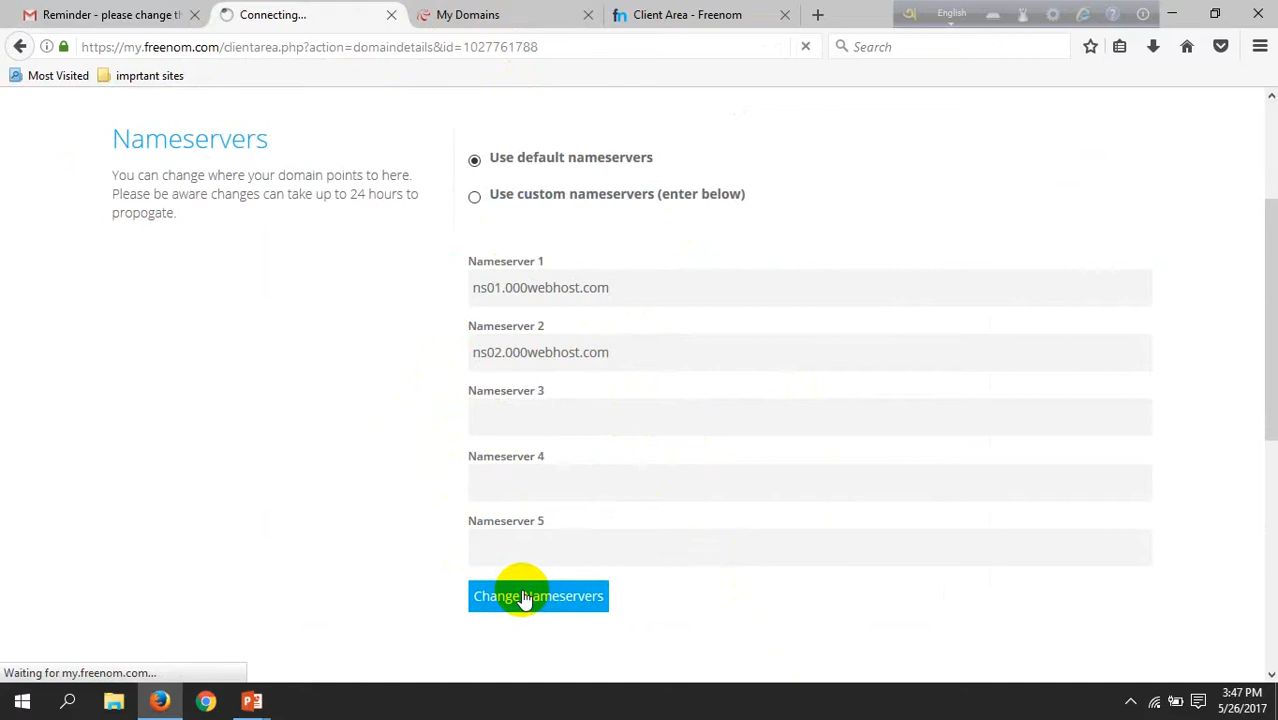 Reminder - please change th
Connecting...
My Domains
Client Area - Freenom
English
https://my.freenom.com/clientarea.php?action=domaindetails&id=1027761788
Search
Most Visited
imprtant sites
Nameservers
You can change where your domain points to here.
Please be aware changes can take up to 24 hours to
propogate.
Use default nameservers
Use custom nameservers (enter below)
Nameserver 1
ns01.000webhost.com
Nameserver 2
ns02.000webhost.com
Nameserver 3
Nameserver 4
Nameserver 5
Change Nameservers
Waiting for my.freenom.com...
3:47 PM
5/26/2017